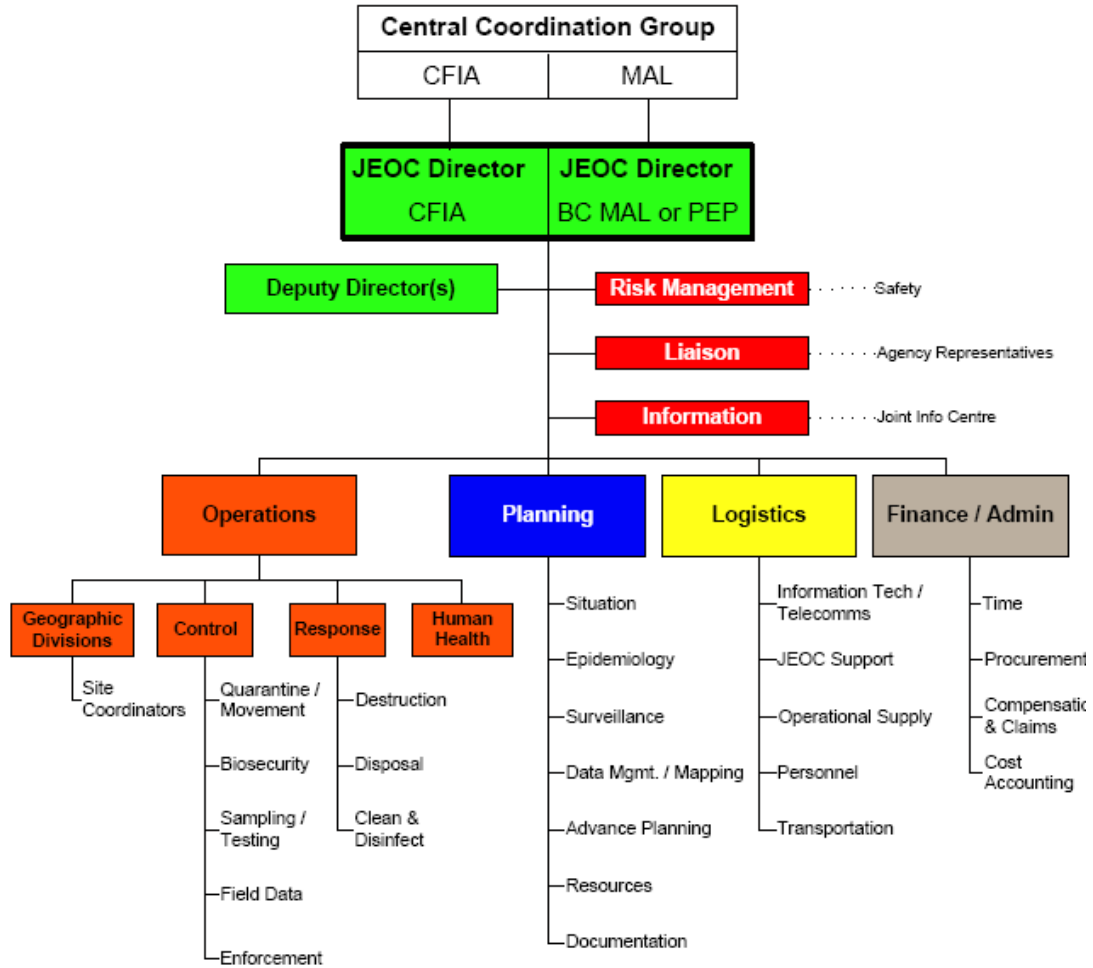 Central Coordination Group
CFIA MAL
JEOC Director JEOC Director
CFIA BC MAL or PEP
Deputy Director(s)
Risk Management Safety
Liaison Agency Representatives
Information Joint Info Centre
Operations
Planning
Logistics
Finance / Admin
Geographic
Divisions
Control
Response
Human
Health
Site
Coordinators
Quarantine /
Movement
Biosecurity
Sampling /
Testing
Field Data
Enforcement
Destruction
Disposal
Clean &
Disinfect
Situation
Epidemiology
Surveillance
Data Mgmt. / Mapping
Advance Planning
Resources
Documentation
Information Tech /
Telecomms
JEOC Support
Operational Supply
Personnel
Transportation
Time
Procurement
Compensatic
& Claims
Cost
Accounting